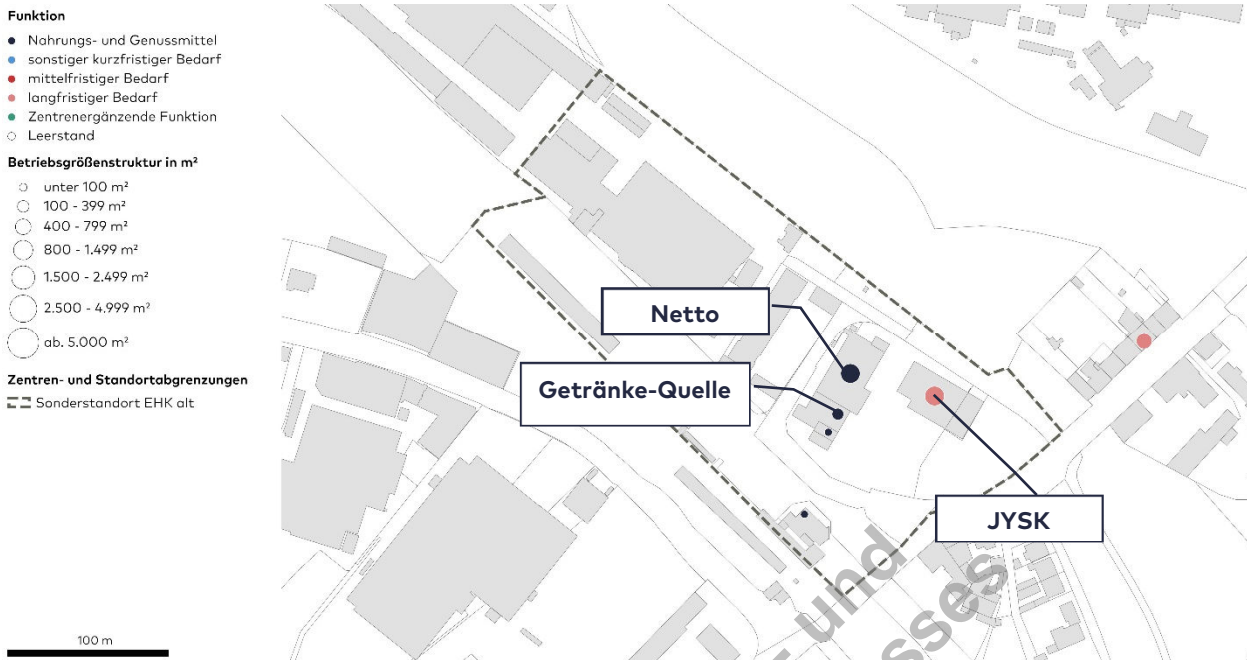 Funktion
Nahrungs- und Genussmittel
sonstiger kurzfristiger Bedarf
mittelfristiger Bedarf
langfristiger Bedarf
Zentrenergänzende Funktion
Leerstand
Betriebsgrößenstruktur in m²
unter 100 m²
100 - 399 m²
400 - 799 m²
800 - 1.499 m²
1.500 - 2.499 m²
2.500 - 4.999 m²
ab. 5.000 m²
Zentren- und Standortabgrenzungen
Sonderstandort EHK alt
100 m
Netto
Getränke-Quelle
JYSK
und